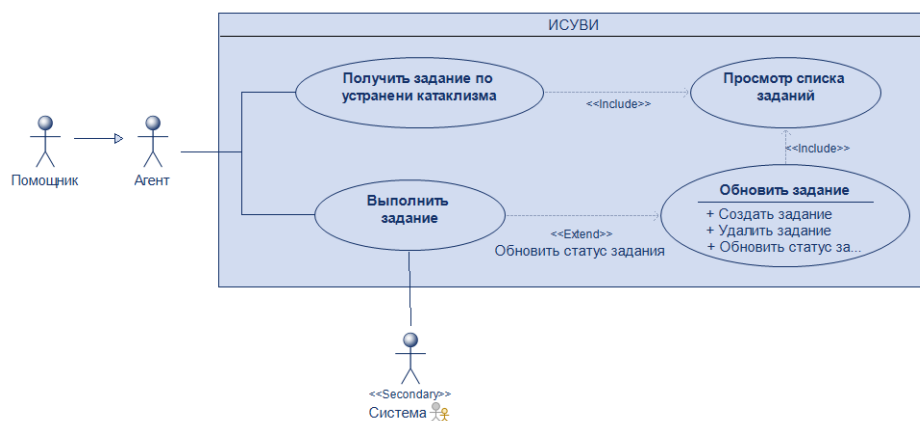 ИСУВИ
Получить задание по
устранени катаклизма
<<Include>>
Просмотр списка
заданий
<<Include>>
Помощник
Агент
Выполнить
задание
<<Extend>>
Обновить статус задания
Обновить задание
+ Создать задание
+ Удалить задание
+ Обновить статус за...
<<Secondary>>
Система